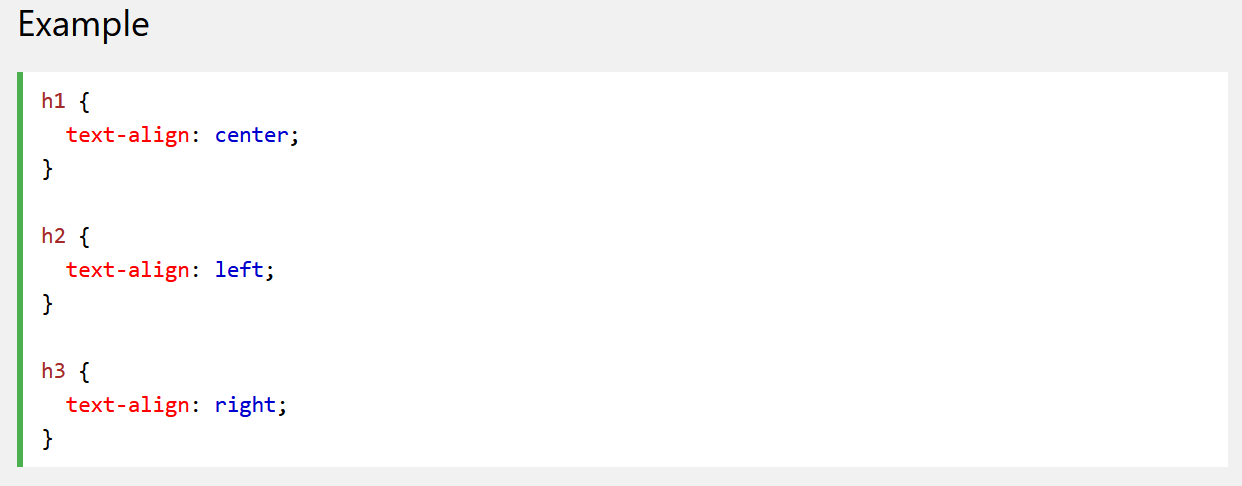 Example
h1 {
  text-align: center;
}
h2 {
  text-align: left;
}
h3 {
  text-align: right;
}